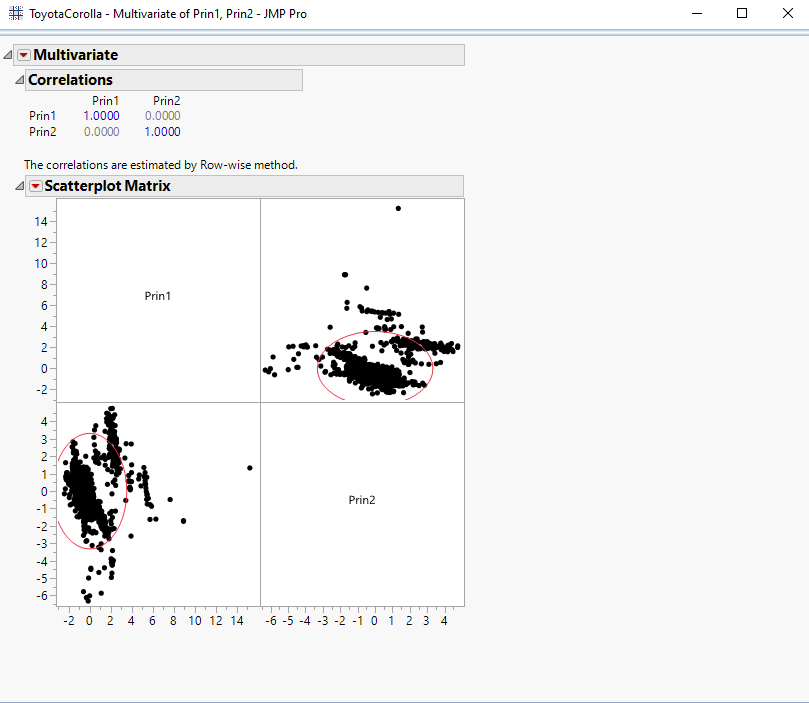 ToyotaCorolla - Multivariate of Prin1, Prin2 - JMP Pro
Multivariate
Correlations
Prin1 Prin2
Prin1 1.0000 0.0000
Prin2 0.0000 1.0000
The correlations are estimated by Row-wise method.
Scatterplot Matrix
14
12
10
8
6
4
2
0
-2
Prin1
4
3
2
1
0
-1
-2
-3
-4
-5
-6
Prin2
-2 0 2 4 6 8 10 12 14
-6 -5 -4 -3 -2 -1 0 1 2 3 4